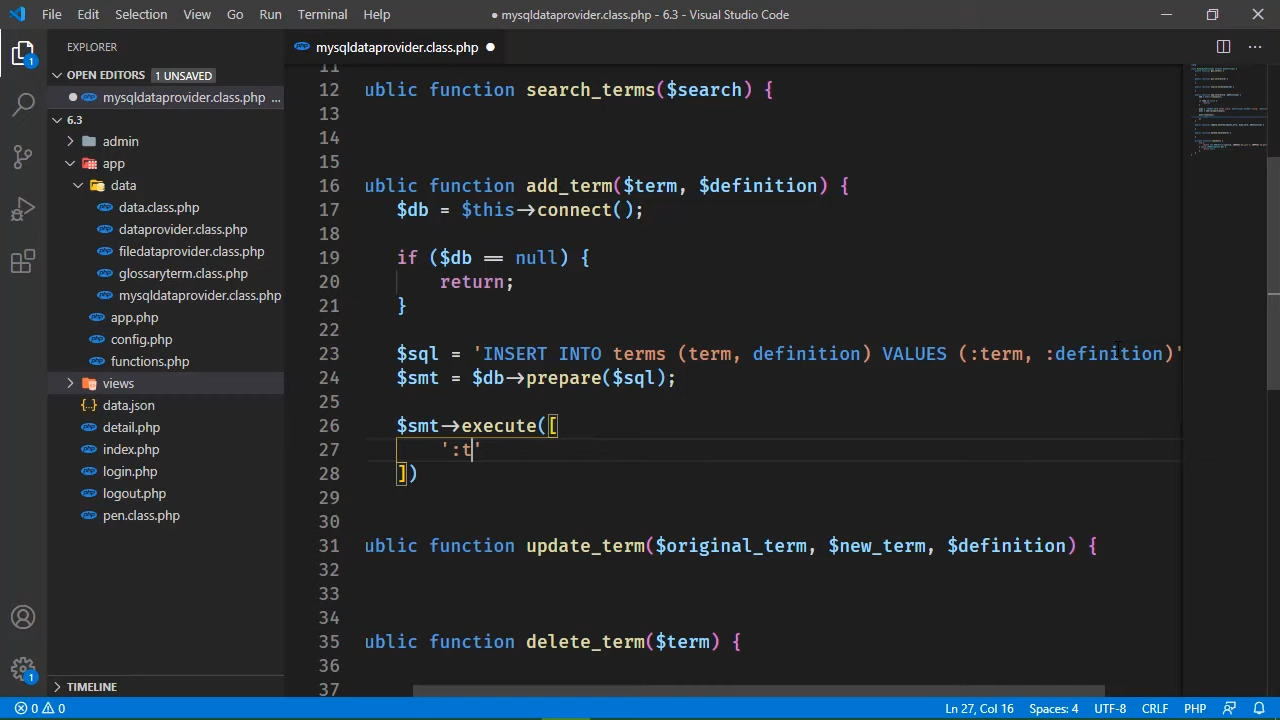 File Edit Selection View Go Run Terminal Help
● mysqldataprovider.class.php - 6.3 - Visual Studio Code
EXPLORER
OPEN EDITORS 1 UNSAVED
mysqldataprovider.class.php ...
6.3
admin
app
data
data.class.php
dataprovider.class.php
filedataprovider.class.php
glossaryterm.class.php
mysqldataprovider.class.php
app.php
config.php
functions.php
views
data.json
detail.php
index.php
login.php
logout.php
pen.class.php
TIMELINE
1
1
mysqldataprovider.class.php ●
11
12 ublic function search_terms($search) {
13
14
15
16 ublic function add_term($term, $definition) {
17 $db = $this->connect();
18
19 if ($db == null) {
20 return;
21 }
22
23 $sql = 'INSERT INTO terms (term, definition) VALUES (:term, :definition)'
24 $smt = $db->prepare($sql);
25
26 $smt->execute([
27 ':t'
28 ])
29
30
31 ublic function update_term($original_term, $new_term, $definition) {
32
33
34
35 ublic function delete_term($term) {
36
37
0 0 Ln 27, Col 16 Spaces: 4 UTF-8 CRLF PHP